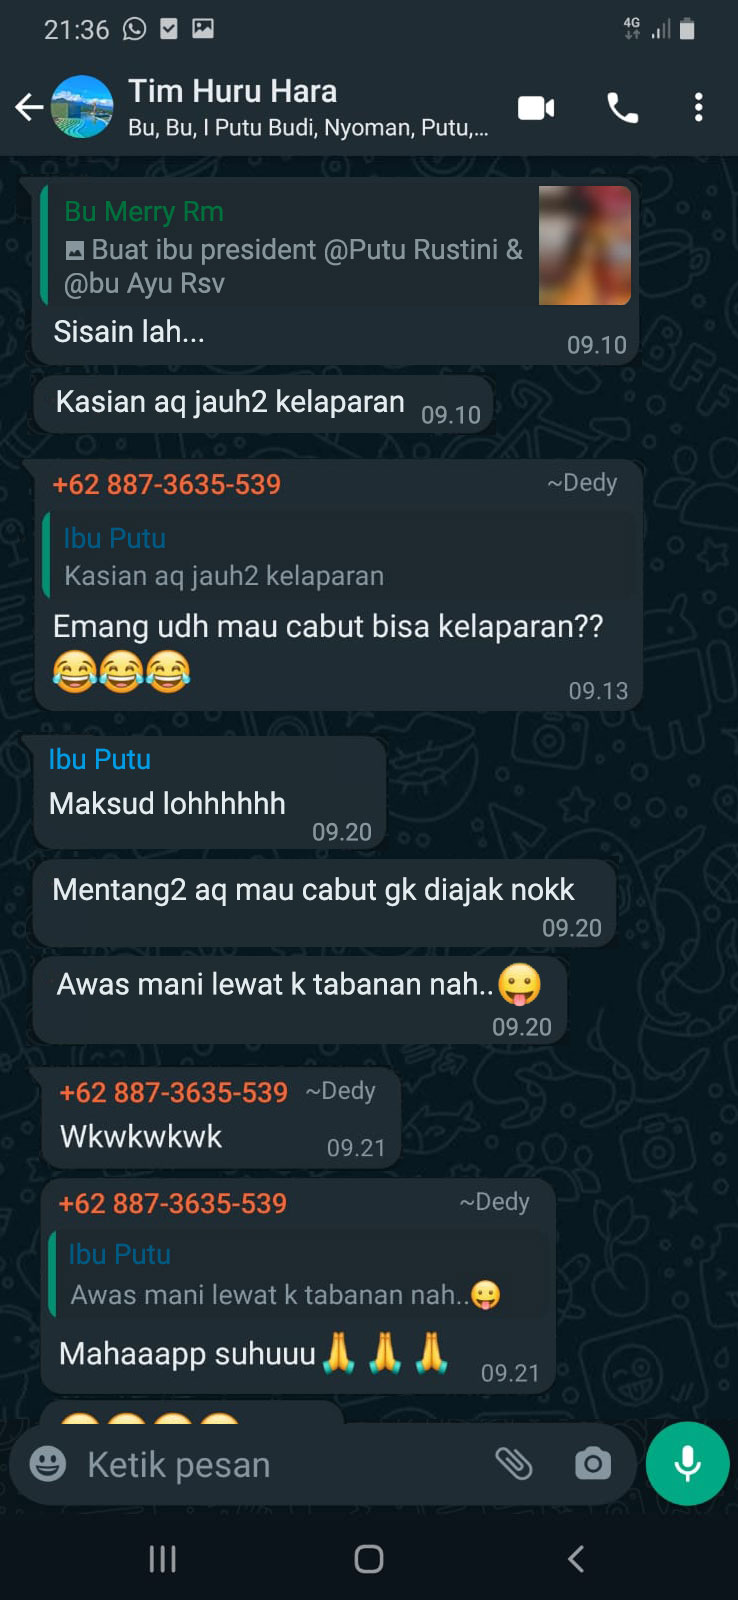 21:36
4G
Tim Huru Hara
Bu, Bu, I Putu Budi, Nyoman, Putu,...
Bu Merry Rm
Buat ibu president @Putu Rustini &
@bu Ayu Rsv
Sisain lah...
09.10
Kasian aq jauh2 kelaparan
09.10
+62 887-3635-539
~Dedy
Ibu Putu
Kasian aq jauh2 kelaparan
Emang udh mau cabut bisa kelaparan??
😂😂😂
09.13
Ibu Putu
Maksud lohhhhhh
09.20
Mentang2 aq mau cabut gk diajak nokk
09.20
Awas mani lewat k tabanan nah..😛
09.20
+62 887-3635-539 ~Dedy
Wkwkwkwk
09.21
+62 887-3635-539
~Dedy
Ibu Putu
Awas mani lewat k tabanan nah..😛
Mahaaapp suhuuu🙏🙏🙏
09.21
Ketik pesan